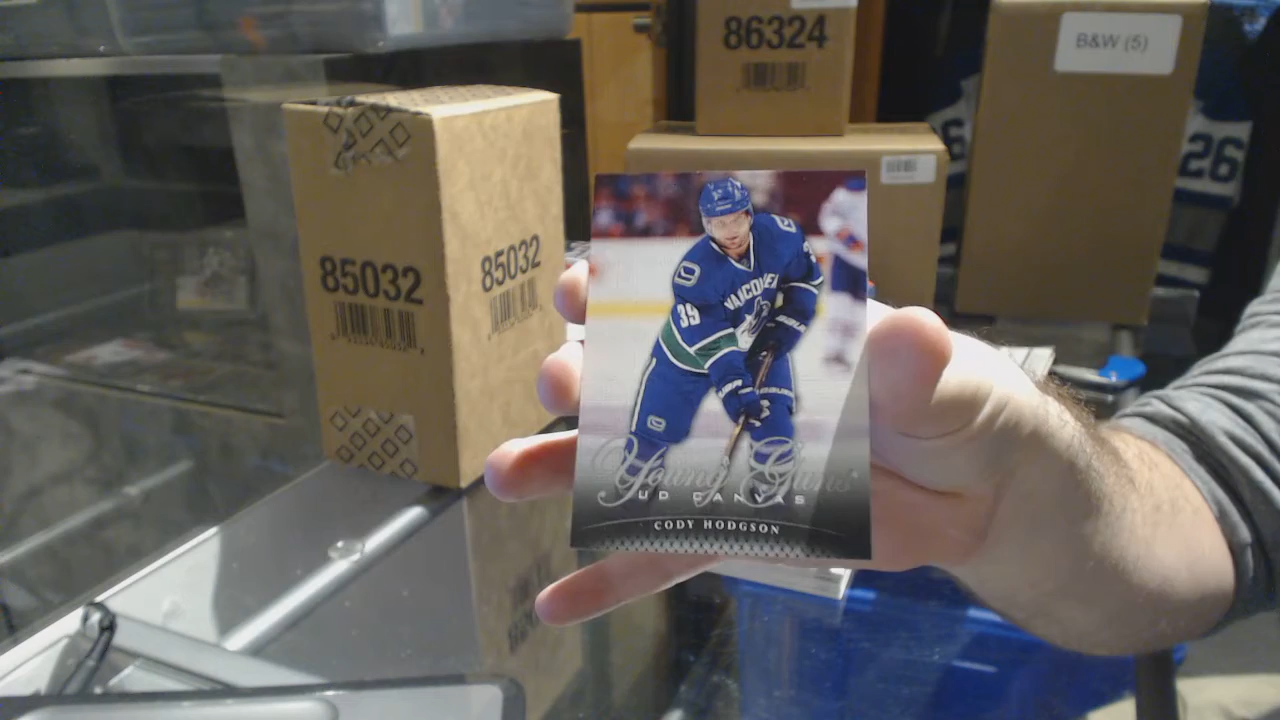 86324
B&W (5)
85032
85032
26
39
VANCOUVER
Young Guns
UD CANVAS
CODY HODGSON